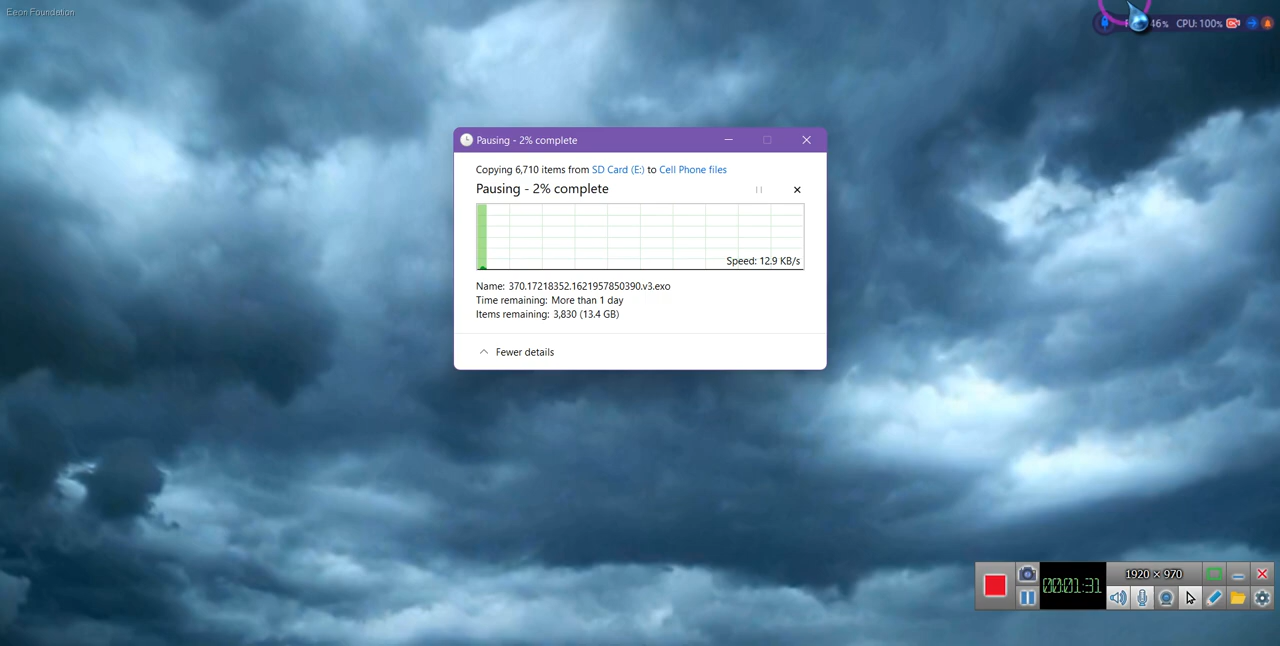 Eeon Foundation
46% CPU: 100%
Pausing - 2% complete
Copying 6,710 items from SD Card (E:) to Cell Phone files
Pausing - 2% complete
Speed: 12.9 KB/s
Name: 370.17218352.1621957850390.v3.exo
Time remaining: More than 1 day
Items remaining: 3,830 (13.4 GB)
Fewer details
1920 × 970
00:01:31